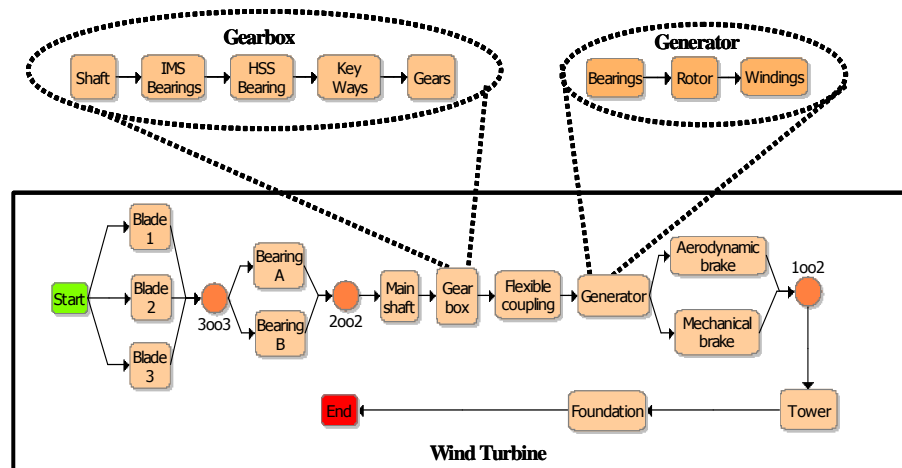 Gearbox
Shaft
IMS
Bearings
HSS
Bearing
Key
Ways
Gears
Generator
Bearings
Rotor
Windings
Start
Blade
1
Blade
2
Blade
3
3oo3
Bearing
A
Bearing
B
2oo2
Main
shaft
Gear
box
Flexible
coupling
Generator
Aerodynamic
brake
Mechanical
brake
1oo2
Tower
Foundation
End
Wind Turbine